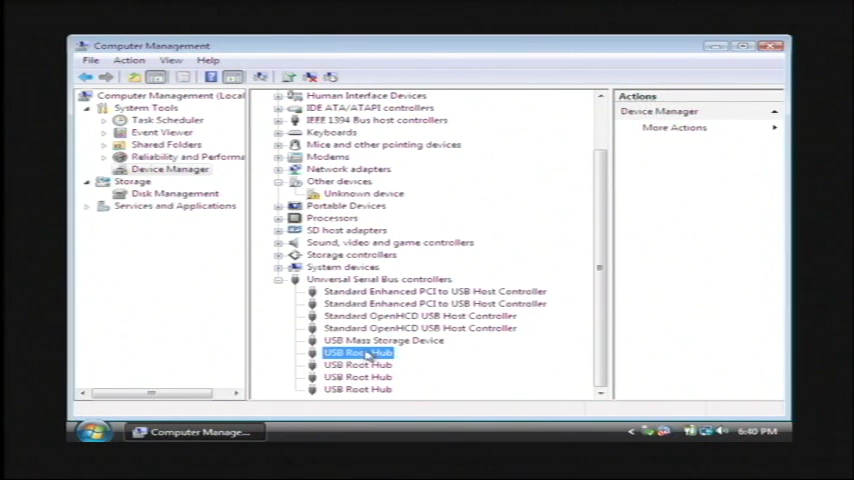 Computer Management
File Action View Help
Computer Management (Local
System Tools
Task Scheduler
Event Viewer
Shared Folders
Reliability and Performa
Device Manager
Storage
Disk Management
Services and Applications
Human Interface Devices
IDE ATA/ATAPI controllers
IEEE 1394 Bus host controllers
Keyboards
Mice and other pointing devices
Modems
Network adapters
Other devices
Unknown device
Portable Devices
Processors
SD host adapters
Sound, video and game controllers
Storage controllers
System devices
Universal Serial Bus controllers
Standard Enhanced PCI to USB Host Controller
Standard Enhanced PCI to USB Host Controller
Standard OpenHCD USB Host Controller
Standard OpenHCD USB Host Controller
USB Mass Storage Device
USB Root Hub
USB Root Hub
USB Root Hub
USB Root Hub
Actions
Device Manager
More Actions
Computer Manage...
6:40 PM